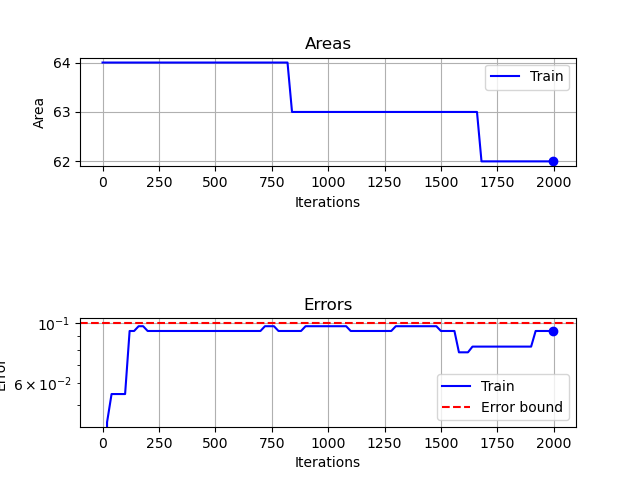 Areas
64
63
62
Area
Train
0 250 500 750 1000 1250 1500 1750 2000
Iterations
Errors
10⁻¹
6 × 10⁻²
Error
Train
Error bound
0 250 500 750 1000 1250 1500 1750 2000
Iterations